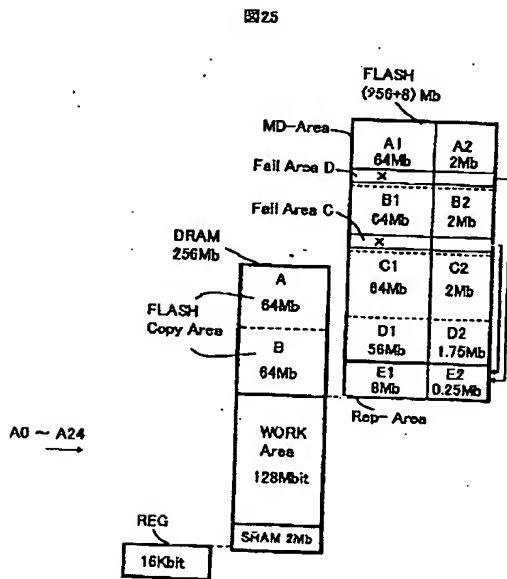 図25
FLASH
(256+8) Mb
MD-Area
A1
64Mb
A2
2Mb
Fail Area D
B1
64Mb
B2
2Mb
Fail Area C
DRAM
256Mb
A
64Mb
FLASH
Copy Area
B
64Mb
C1
64Mb
C2
2Mb
D1
56Mb
D2
1.75Mb
E1
8Mb
E2
0.25Mb
Rep-Area
A0 ~ A24
WORK
Area
128Mbit
SRAM 2Mb
REG
16Kbit